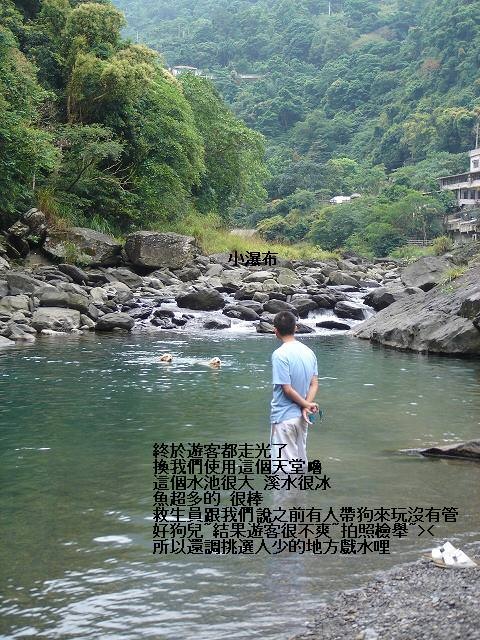 小瀑布
終於遊客都走光了
換我們使用這個天堂嚕
這個水池很大 溪水很冰
魚超多的 很棒
救生員跟我們說之前有人帶狗來玩沒有管
好狗兒~結果遊客很不爽~拍照檢舉~><
所以還調挑選人少的地方戲水哩